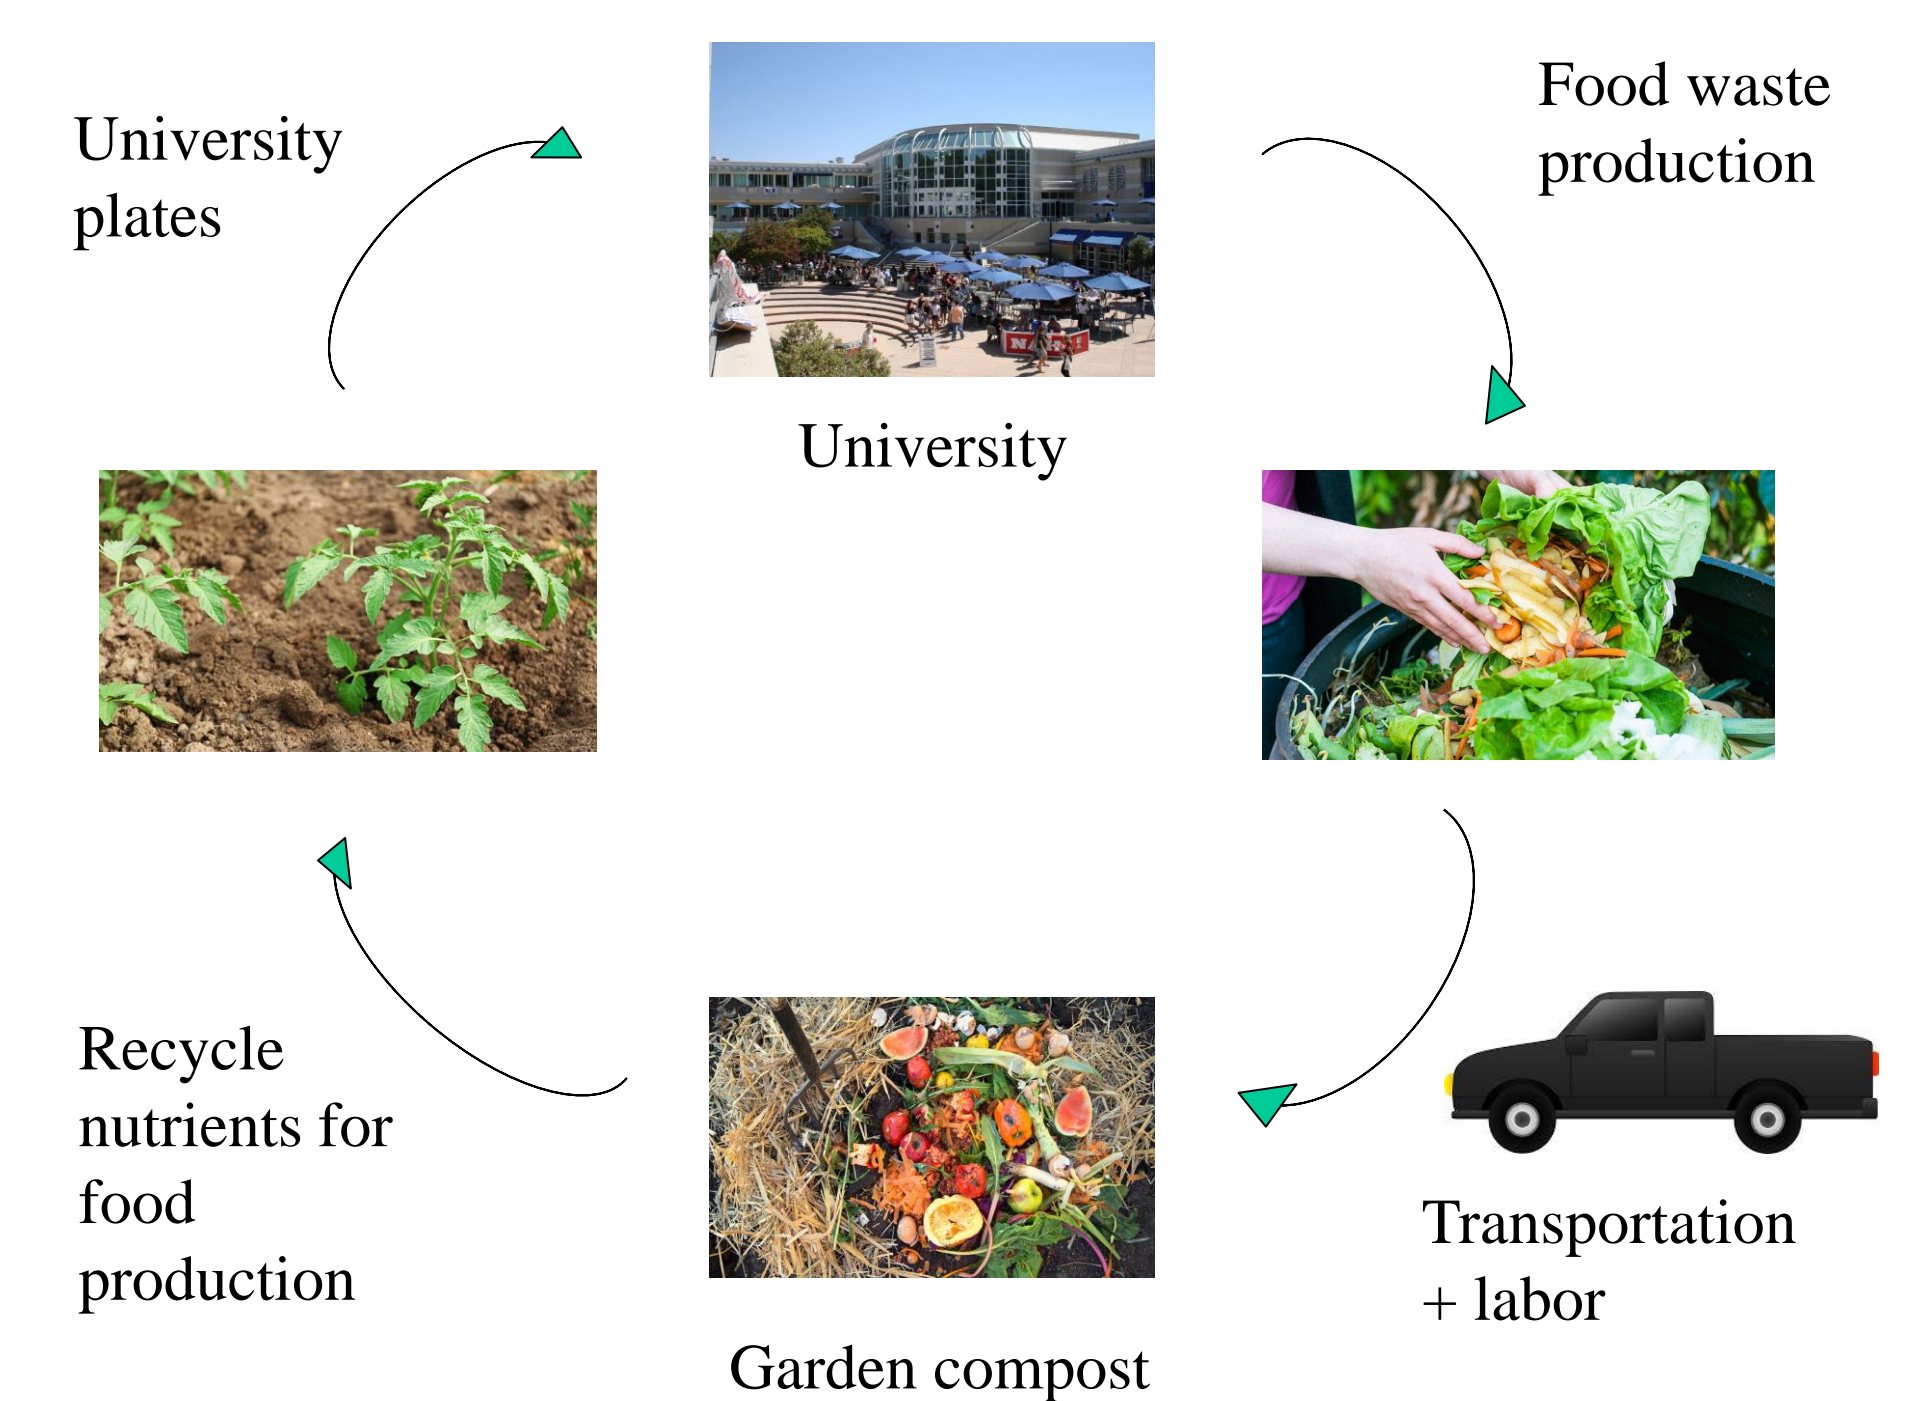 University
plates
Food waste
production
University
Recycle
nutrients for
food
production
Transportation
+ labor
Garden compost